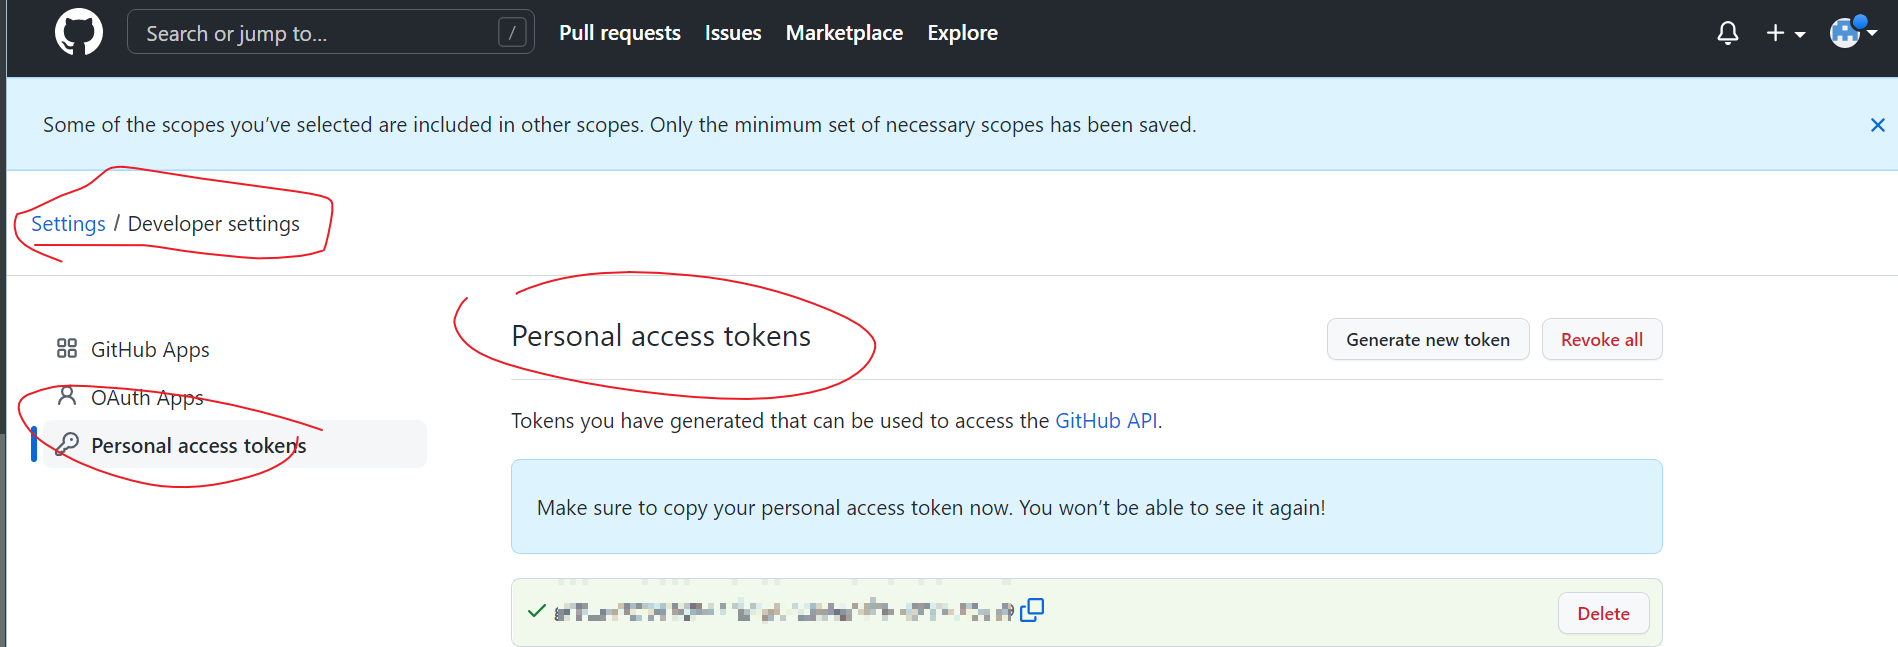 Search or jump to... / Pull requests Issues Marketplace Explore
Some of the scopes you’ve selected are included in other scopes. Only the minimum set of necessary scopes has been saved.
Settings / Developer settings
GitHub Apps
OAuth Apps
Personal access tokens
Personal access tokens
Generate new token
Revoke all
Tokens you have generated that can be used to access the GitHub API.
Make sure to copy your personal access token now. You won’t be able to see it again!
Delete